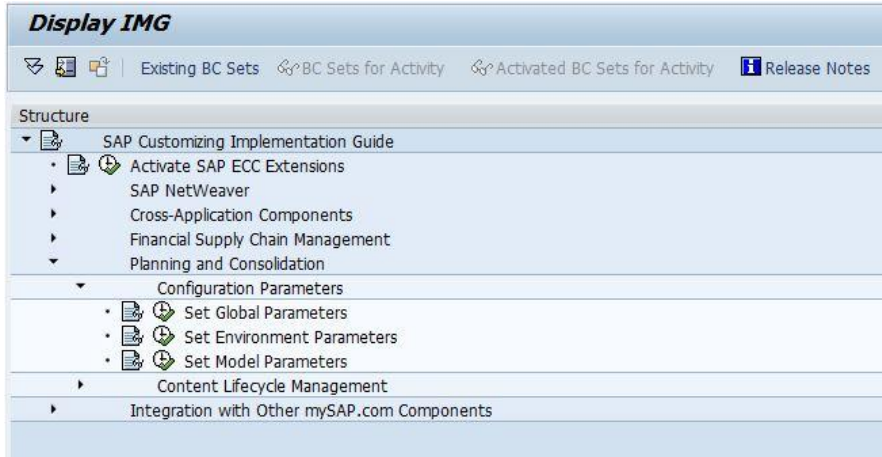 Display IMG
Existing BC Sets BC Sets for Activity Activated BC Sets for Activity Release Notes
Structure
SAP Customizing Implementation Guide
Activate SAP ECC Extensions
SAP NetWeaver
Cross-Application Components
Financial Supply Chain Management
Planning and Consolidation
Configuration Parameters
Set Global Parameters
Set Environment Parameters
Set Model Parameters
Content Lifecycle Management
Integration with Other mySAP.com Components